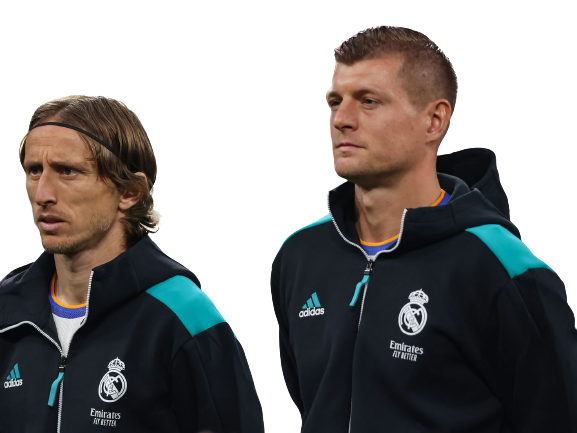 adidas
Emirates
FLY BETTER
adidas
Emirates
FLY BETTER